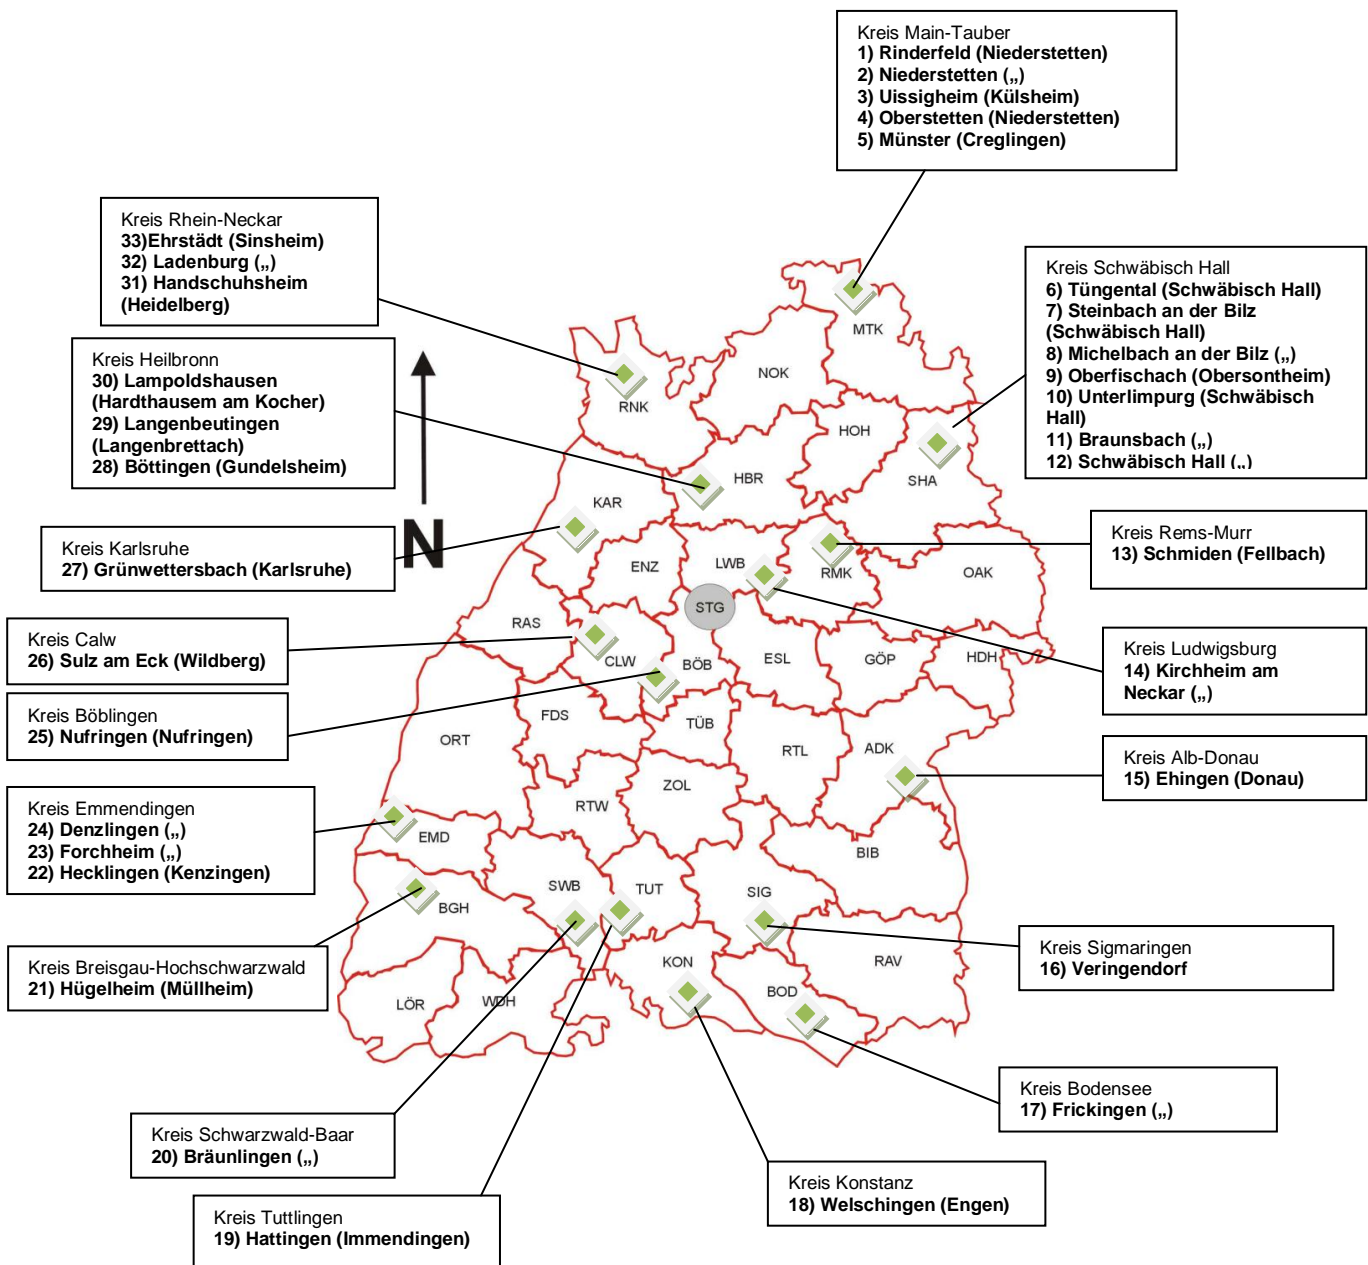 Kreis Main-Tauber
1) Rinderfeld (Niederstetten)
2) Niederstetten („)
3) Uissigheim (Külsheim)
4) Oberstetten (Niederstetten)
5) Münster (Creglingen)
Kreis Rhein-Neckar
33)Ehrstädt (Sinsheim)
32) Ladenburg („)
31) Handschuhsheim
(Heidelberg)
Kreis Schwäbisch Hall
6) Tüngental (Schwäbisch Hall)
7) Steinbach an der Bilz
(Schwäbisch Hall)
8) Michelbach an der Bilz („)
9) Oberfischach (Obersontheim)
10) Unterlimpurg (Schwäbisch
Hall)
11) Braunsbach („)
12) Schwäbisch Hall („)
Kreis Heilbronn
30) Lampoldshausen
(Hardthausem am Kocher)
29) Langenbeutingen
(Langenbrettach)
28) Böttingen (Gundelsheim)
Kreis Karlsruhe
27) Grünwettersbach (Karlsruhe)
N
Kreis Rems-Murr
13) Schmiden (Fellbach)
Kreis Calw
26) Sulz am Eck (Wildberg)
Kreis Ludwigsburg
14) Kirchheim am
Neckar („)
Kreis Böblingen
25) Nufringen (Nufringen)
Kreis Alb-Donau
15) Ehingen (Donau)
Kreis Emmendingen
24) Denzlingen („)
23) Forchheim („)
22) Hecklingen (Kenzingen)
Kreis Breisgau-Hochschwarzwald
21) Hügelheim (Müllheim)
Kreis Sigmaringen
16) Veringendorf
Kreis Bodensee
17) Frickingen („)
Kreis Schwarzwald-Baar
20) Bräunlingen („)
Kreis Konstanz
18) Welschingen (Engen)
Kreis Tuttlingen
19) Hattingen (Immendingen)
MTK
NOK
RNK
HOH
HBR
SHA
KAR
ENZ
LWB
RMK
OAK
STG
RAS
CLW
BÖB
ESL
GÖP
HDH
FDS
TÜB
ORT
RTL
ADK
RTW
ZOL
EMD
BIB
SWB
TUT
SIG
BGH
KON
RAV
LÖR
WDH
BOD